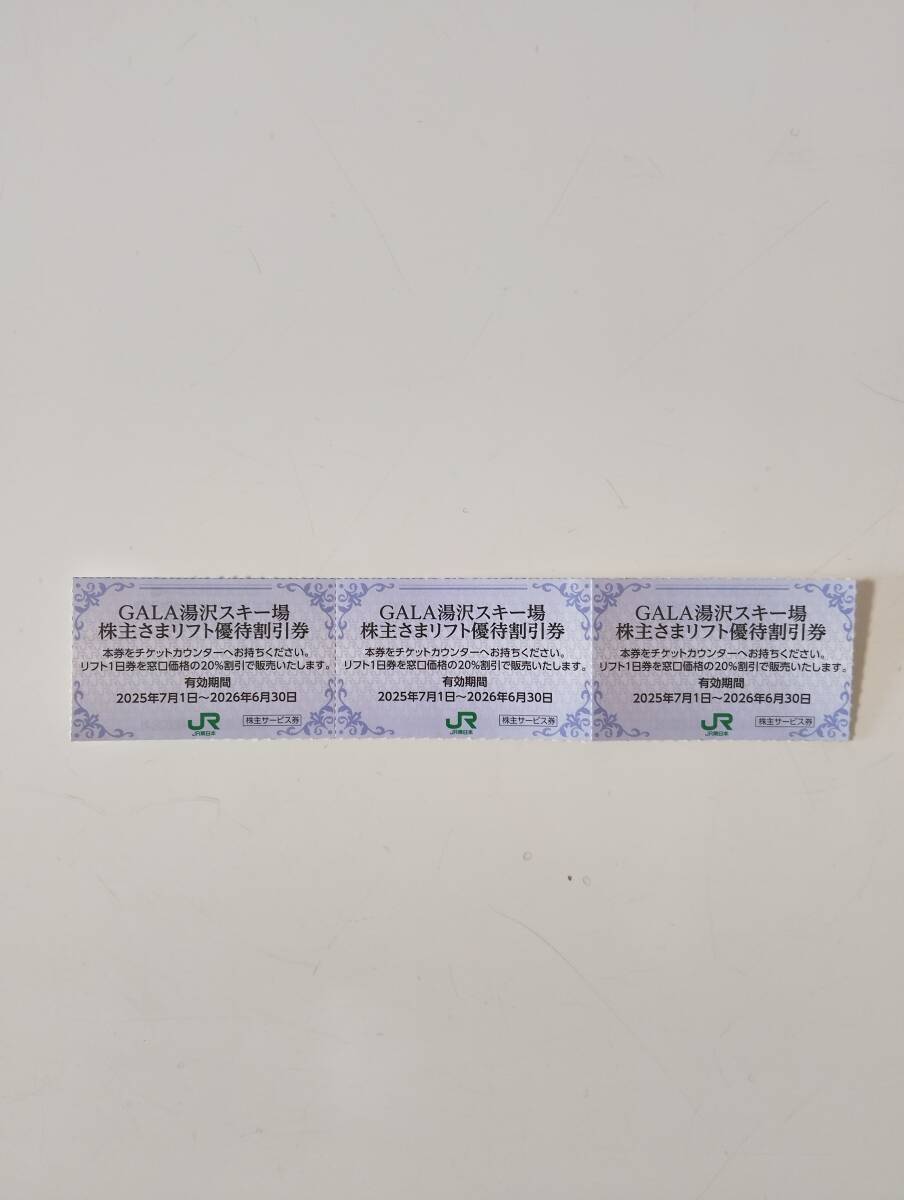 GALA湯沢スキー場
株主さまリフト優待割引券
本券をチケットカウンターへお持ちください。
リフト1日券を窓口価格の20%割引で販売いたします。
有効期間
2025年7月1日～2026年6月30日
JR
JR東日本
株主サービス券
GALA湯沢スキー場
株主さまリフト優待割引券
本券をチケットカウンターへお持ちください。
リフト1日券を窓口価格の20%割引で販売いたします。
有効期間
2025年7月1日～2026年6月30日
JR
JR東日本
株主サービス券
GALA湯沢スキー場
株主さまリフト優待割引券
本券をチケットカウンターへお持ちください。
リフト1日券を窓口価格の20%割引で販売いたします。
有効期間
2025年7月1日～2026年6月30日
JR
JR東日本
株主サービス券